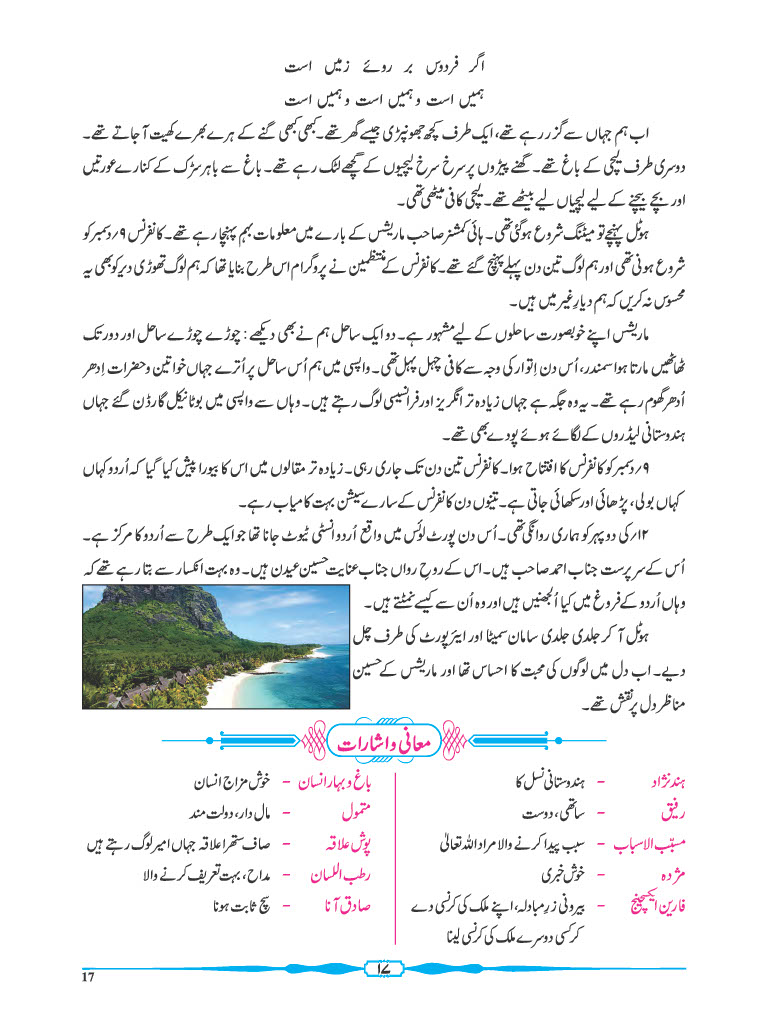 اگر فردوس بر روئے زمیں است
ہمیں است و ہمیں است و ہمیں است
اب ہم جہاں سے گزر رہے تھے، ایک طرف کچھ جھونپڑی جیسے گھر تھے۔ کبھی کبھی گنے کے ہرے بھرے کھیت آجاتے تھے۔
دوسری طرف لیچی کے باغ تھے۔ گھنے پیڑوں پر سرخ سرخ لیچیوں کے گچھے لٹک رہے تھے۔ باغ سے باہر سڑک کے کنارے عورتیں
اور بچے بیچنے کے لیے لیچیاں لیے بیٹھے تھے۔ لیچی کافی میٹھی تھی۔
ہوٹل پہنچے تو میٹنگ شروع ہوگئی تھی۔ ہائی کمشنر صاحب ماریشس کے بارے میں معلومات بہم پہنچا رہے تھے۔ کانفرنس ۹؍دسمبر کو
شروع ہونی تھی اور ہم لوگ تین دن پہلے پہنچ گئے تھے۔ کانفرنس کے منتظمین نے پروگرام اس طرح بنایا تھا کہ ہم لوگ تھوڑی دیر کو بھی یہ
محسوس نہ کریں کہ ہم دیارِ غیر میں ہیں۔
ماریشس اپنے خوبصورت ساحلوں کے لیے مشہور ہے۔ دو ایک ساحل ہم نے بھی دیکھے: چوڑے چوڑے ساحل اور دور تک
ٹھاٹھیں مارتا ہوا سمندر، اُس دن اِتوار کی وجہ سے کافی چہل پہل تھی۔ واپسی میں ہم اُس ساحل پر اُترے جہاں خواتین و حضرات اِدھر
اُدھر گھوم رہے تھے۔ یہ وہ جگہ ہے جہاں زیادہ تر انگریز اور فرانسیسی لوگ رہتے ہیں۔ وہاں سے واپسی میں بوٹانیکل گارڈن گئے جہاں
ہندوستانی لیڈروں کے لگائے ہوئے پودے بھی تھے۔
۹؍دسمبر کو کانفرنس کا افتتاح ہوا۔ کانفرنس تین دن تک جاری رہی۔ زیادہ تر مقالوں میں اس کا بیورا پیش کیا گیا کہ اُردو کہاں
کہاں بولی، پڑھائی اور سکھائی جاتی ہے۔ تینوں دن کانفرنس کے سارے سیشن بہت کامیاب رہے۔
۱۲؍کی دوپہر کو ہماری روانگی تھی۔ اُس دن پورٹ لوئس میں واقع اُردو انسٹی ٹیوٹ جانا تھا جو ایک طرح سے اُردو کا مرکز ہے۔
اُس کے سرپرست جناب احمد صاحب ہیں۔ اس کے روحِ رواں جناب عنایت حسین عیدن ہیں۔ وہ بہت انکسار سے بتا رہے تھے کہ
وہاں اُردو کے فروغ میں کیا اُلجھنیں ہیں اور وہ اُن سے کیسے نمٹتے ہیں۔
ہوٹل آ کر جلدی جلدی سامان سمیٹا اور ایئرپورٹ کی طرف چل
دیے۔ اب دل میں لوگوں کی محبت کا احساس تھا اور ماریشس کے حسین
مناظر دل پر نقش تھے۔
معانی و اشارات
ہند نژاد - ہندوستانی نسل کا
رفیق - ساتھی، دوست
مسبّب الاسباب - سبب پیدا کرنے والا مراد اللہ تعالیٰ
مژدہ - خوش خبری
فارین ایکسچینج - بیرونی زرِمبادلہ، اپنے ملک کی کرنسی دے
کر کسی دوسرے ملک کی کرنسی لینا
باغ و بہار انسان - خوش مزاج انسان
متمول - مال دار، دولت مند
پوش علاقہ - صاف ستھرا علاقہ جہاں امیر لوگ رہتے ہیں
رطب اللسان - مداح، بہت تعریف کرنے والا
صادق آنا - سچ ثابت ہونا
۱۷
17